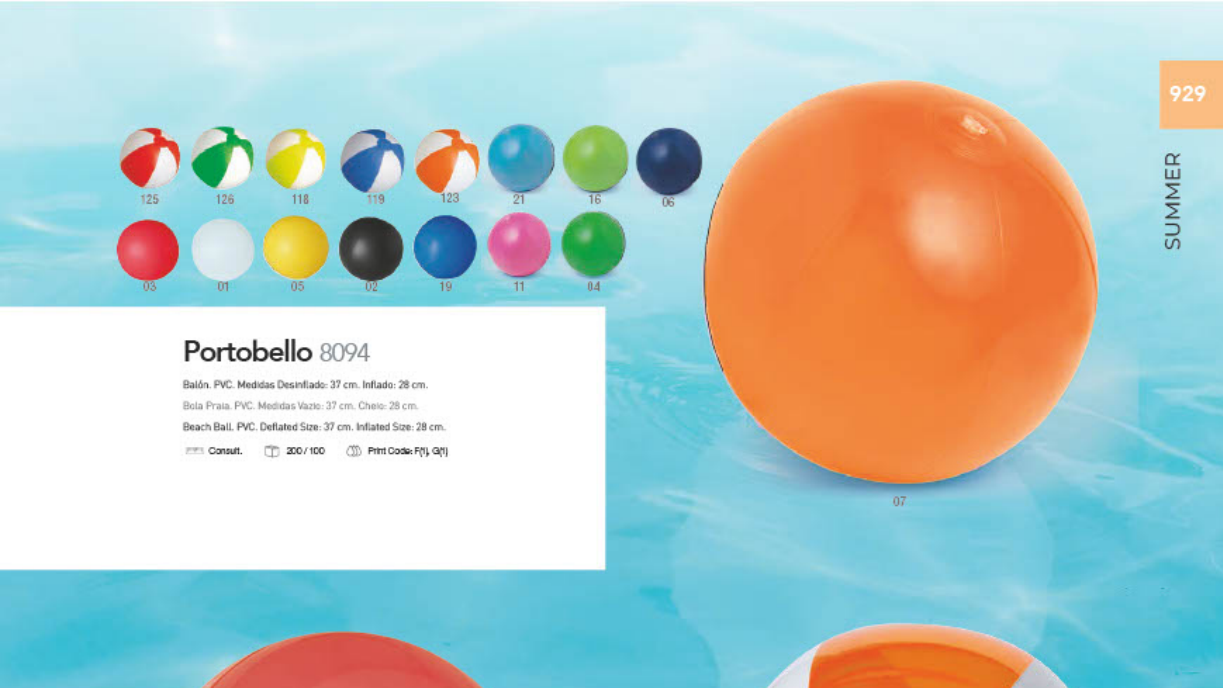 929
SUMMER
125 126 118 119 123 21 16 06
03 01 05 02 19 11 04
Portobello 8094
Balón. PVC. Medidas Desinflado: 37 cm. Inflado: 28 cm.
Bola Praia. PVC. Medidas Vazio: 37 cm. Cheio: 28 cm.
Beach Ball. PVC. Deflated Size: 37 cm. Inflated Size: 28 cm.
Consult. 200 / 100 Print Code: F(1), G(1)
07